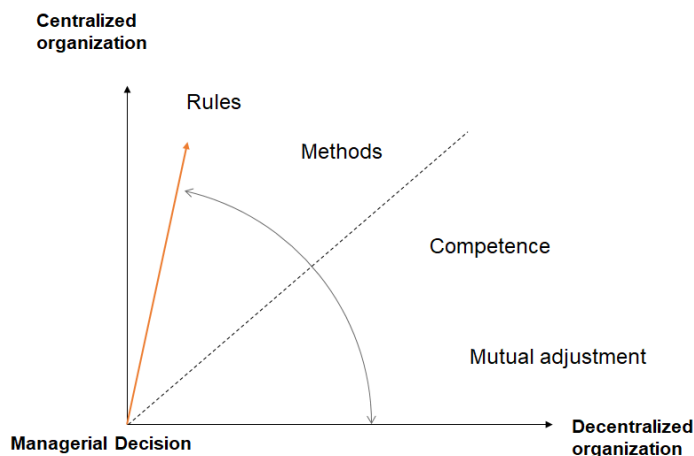 Centralized
organization
Rules
Methods
Competence
Mutual adjustment
Managerial Decision
Decentralized
organization